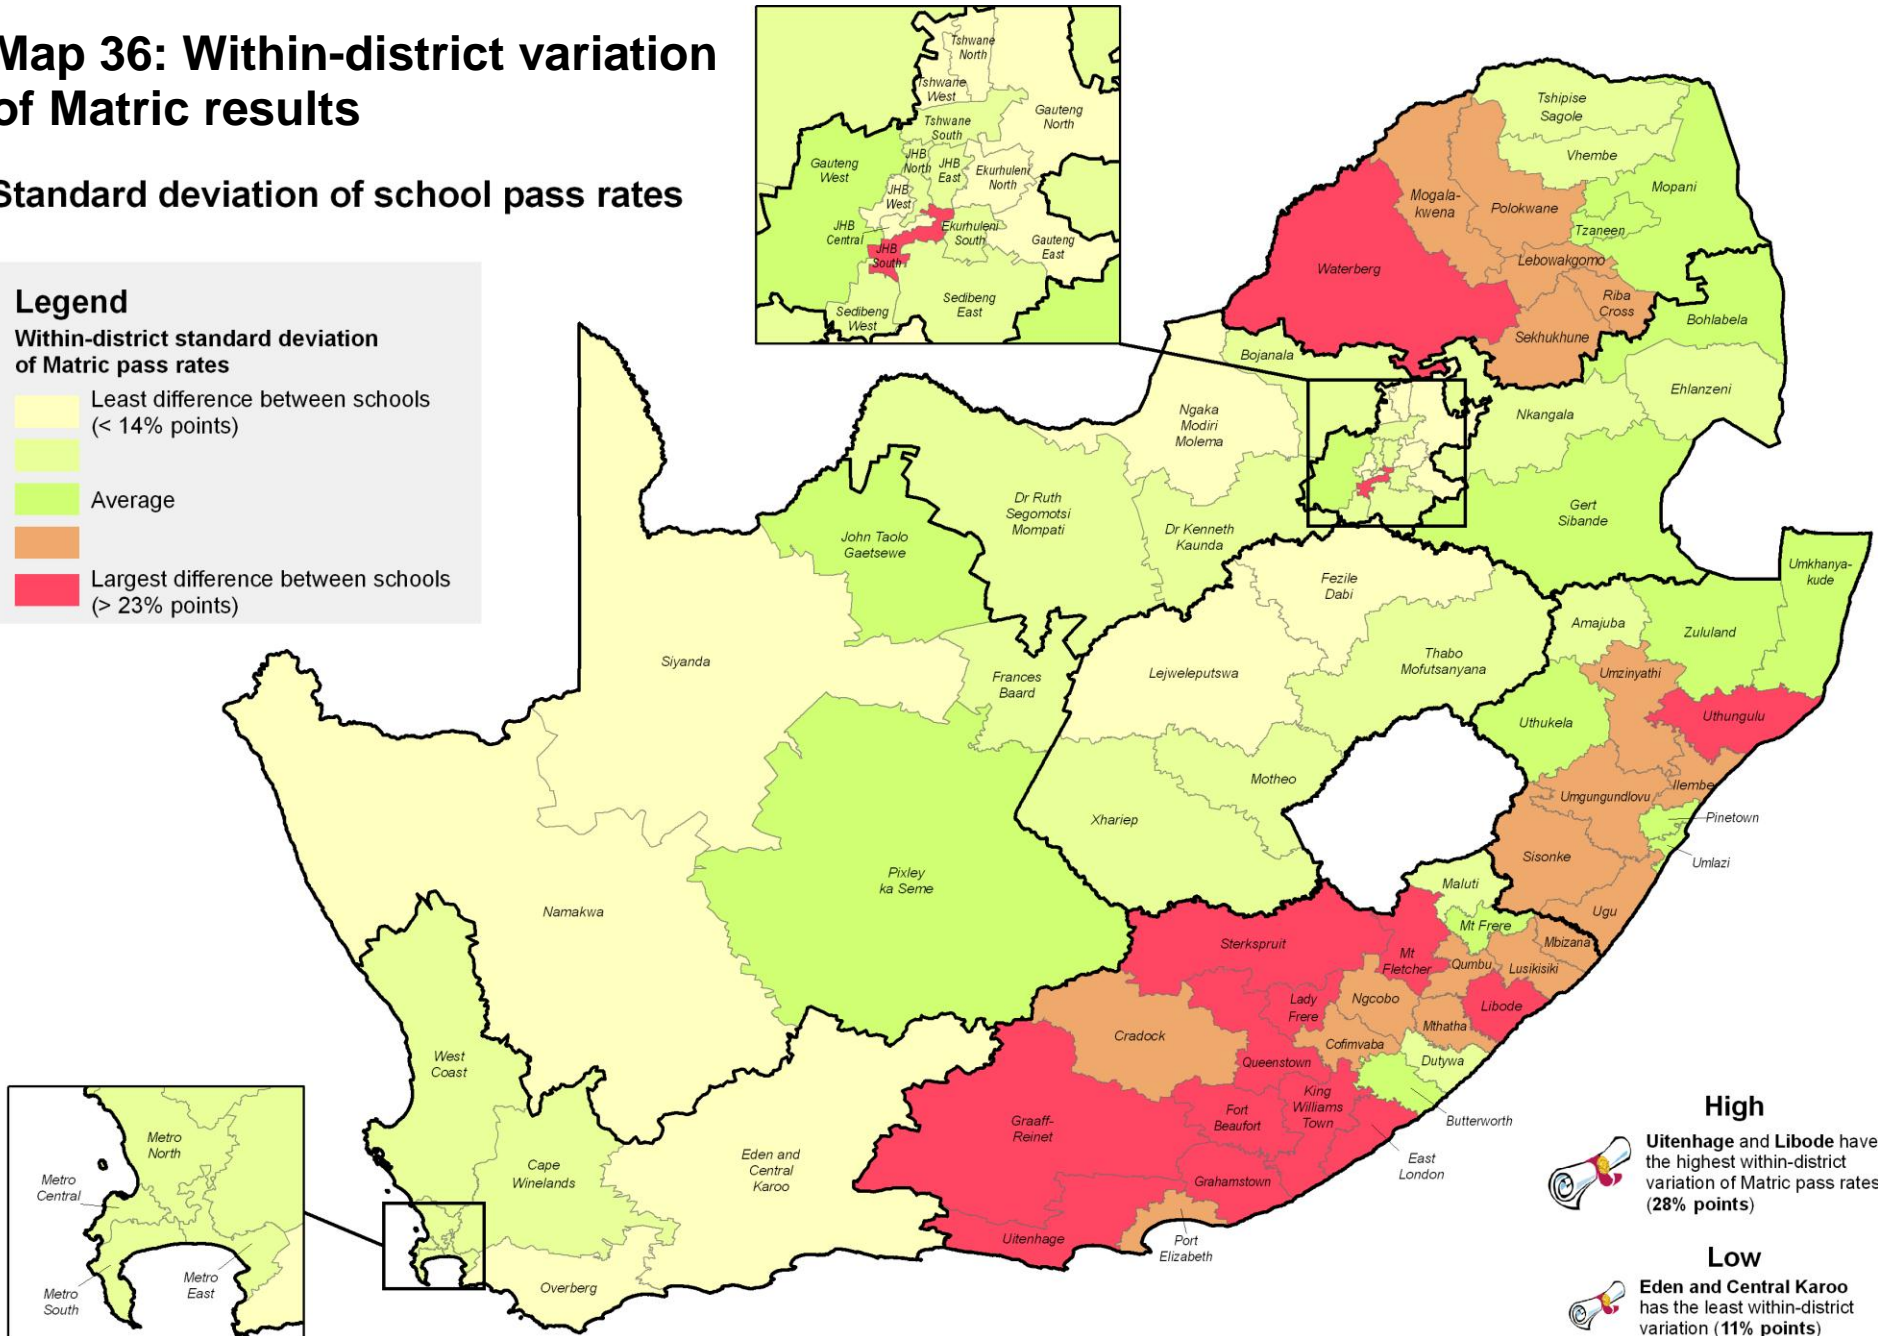 Map 36: Within-district variation
of Matric results
Standard deviation of school pass rates
Legend
Within-district standard deviation
of Matric pass rates
Least difference between schools
(< 14% points)
Average
Largest difference between schools
(> 23% points)
Tshwane
North
Tshwane
West
Gauteng
North
Tshwane
South
Gauteng
West
JHB
North
JHB
East
Ekurhuleni
North
JHB
West
JHB
Central
Ekurhuleni
South
Gauteng
East
JHB
South
Sedibeng
East
Sedibeng
West
Tshipise
Sagole
Vhembe
Mopani
Mogala-
kwena
Polokwane
Tzaneen
Lebowakgomo
Waterberg
Riba
Cross
Bohlabela
Sekhukhune
Bojanala
Ehlanzeni
Nkangala
Ngaka
Modiri
Molema
Dr Ruth
Segomotsi
Mompati
Gert
Sibande
Dr Kenneth
Kaunda
John Taolo
Gaetsewe
Umkhanya-
kude
Fezile
Dabi
Amajuba
Zululand
Siyanda
Thabo
Mofutsanyana
Lejweleputswa
Umzinyathi
Frances
Baard
Uthukela
Uthungulu
Motheo
Ilembe
Umgungundlovu
Xhariep
Pinetown
Sisonke
Umlazi
Pixley
ka Seme
Maluti
Namakwa
Ugu
Mt Frere
Sterkspruit
Mbizana
Mt
Fletcher
Qumbu
Lusikisiki
Lady
Frere
Ngcobo
Libode
Mthatha
Cradock
Cofimvaba
West
Coast
Queenstown
Dutywa
King
Williams
Town
Fort
Beaufort
Graaff-
Reinet
Butterworth
East
London
Eden and
Central
Karoo
Cape
Winelands
Grahamstown
Uitenhage
Port
Elizabeth
Overberg
Metro
North
Metro
Central
Metro
East
Metro
South
High
Uitenhage and Libode have
the highest within-district
variation of Matric pass rates
(28% points)
Low
Eden and Central Karoo
has the least within-district
variation (11% points)